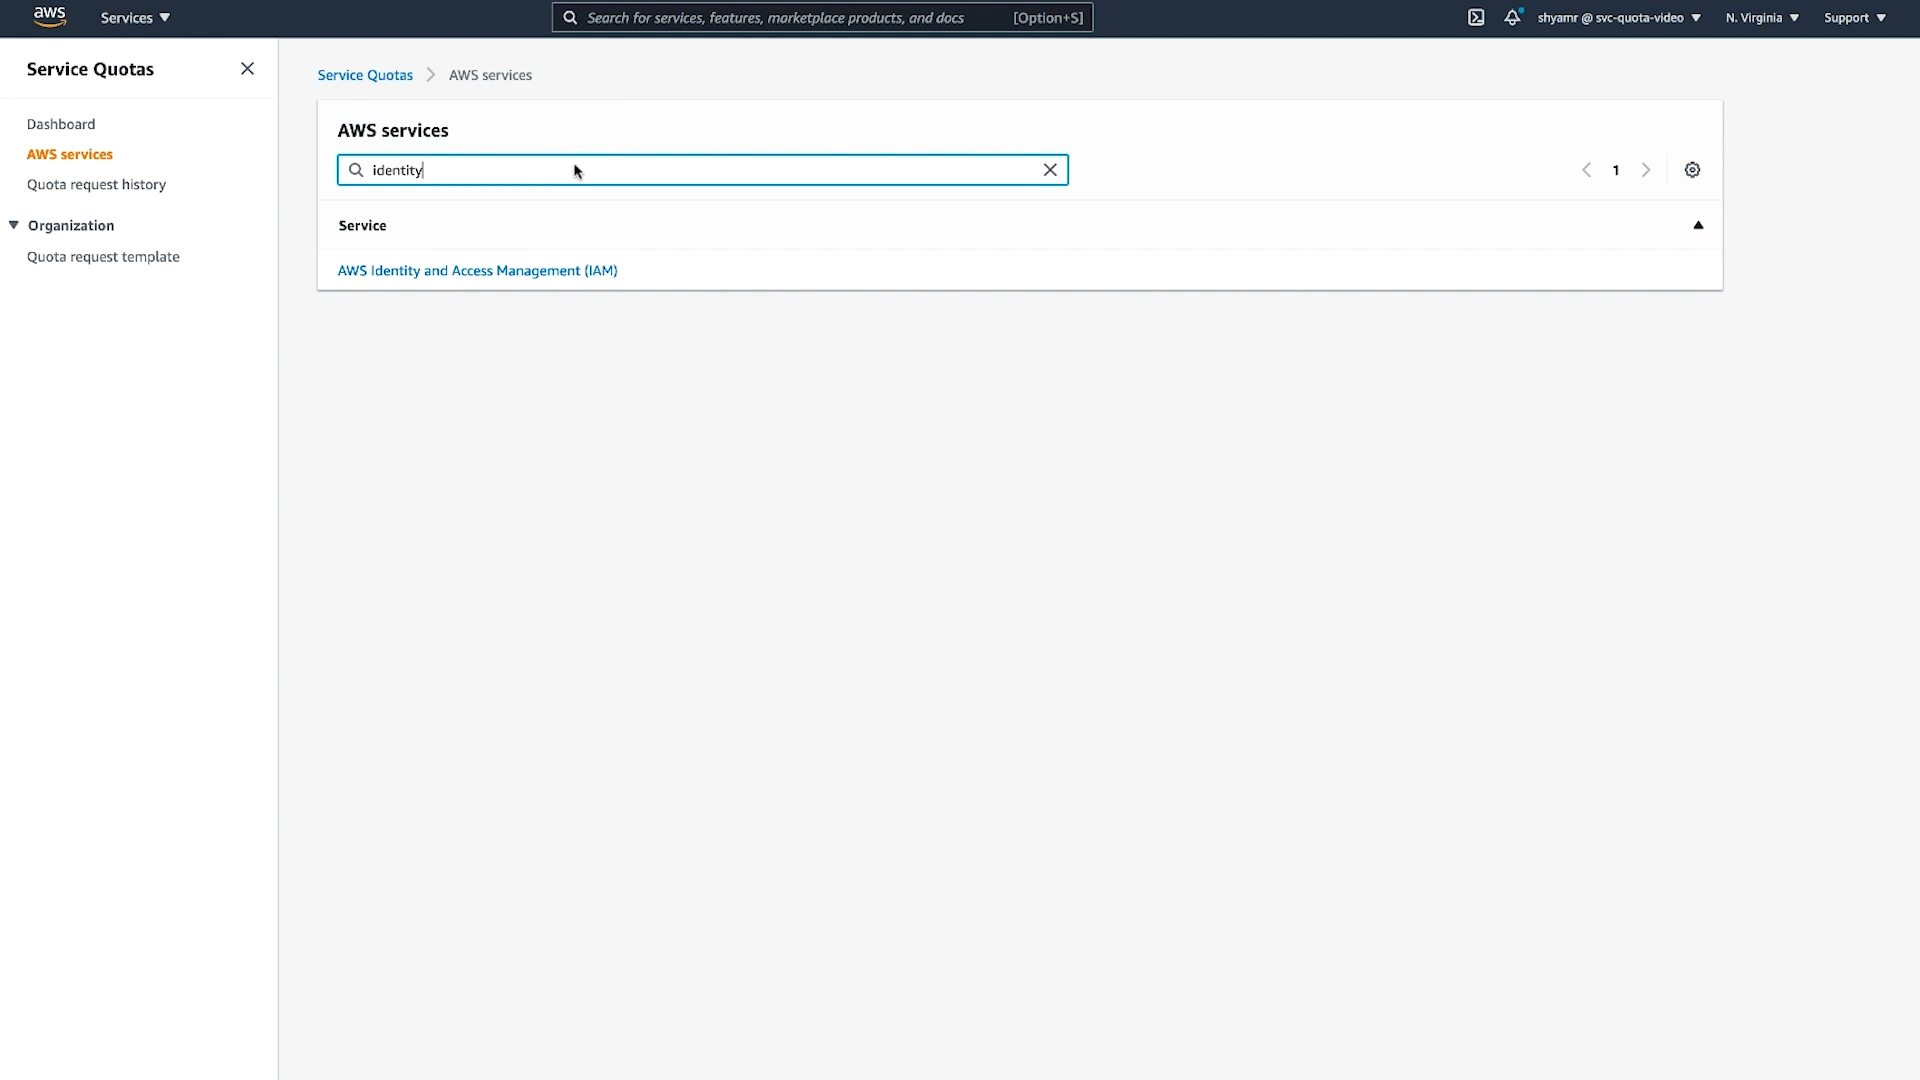 aws Services Search for services, features, marketplace products, and docs [Option+S] shyamr @ svc-quota-video N. Virginia Support
Service Quotas
Dashboard
AWS services
Quota request history
Organization
Quota request template
Service Quotas AWS services
AWS services
identity 1
Service
AWS Identity and Access Management (IAM)